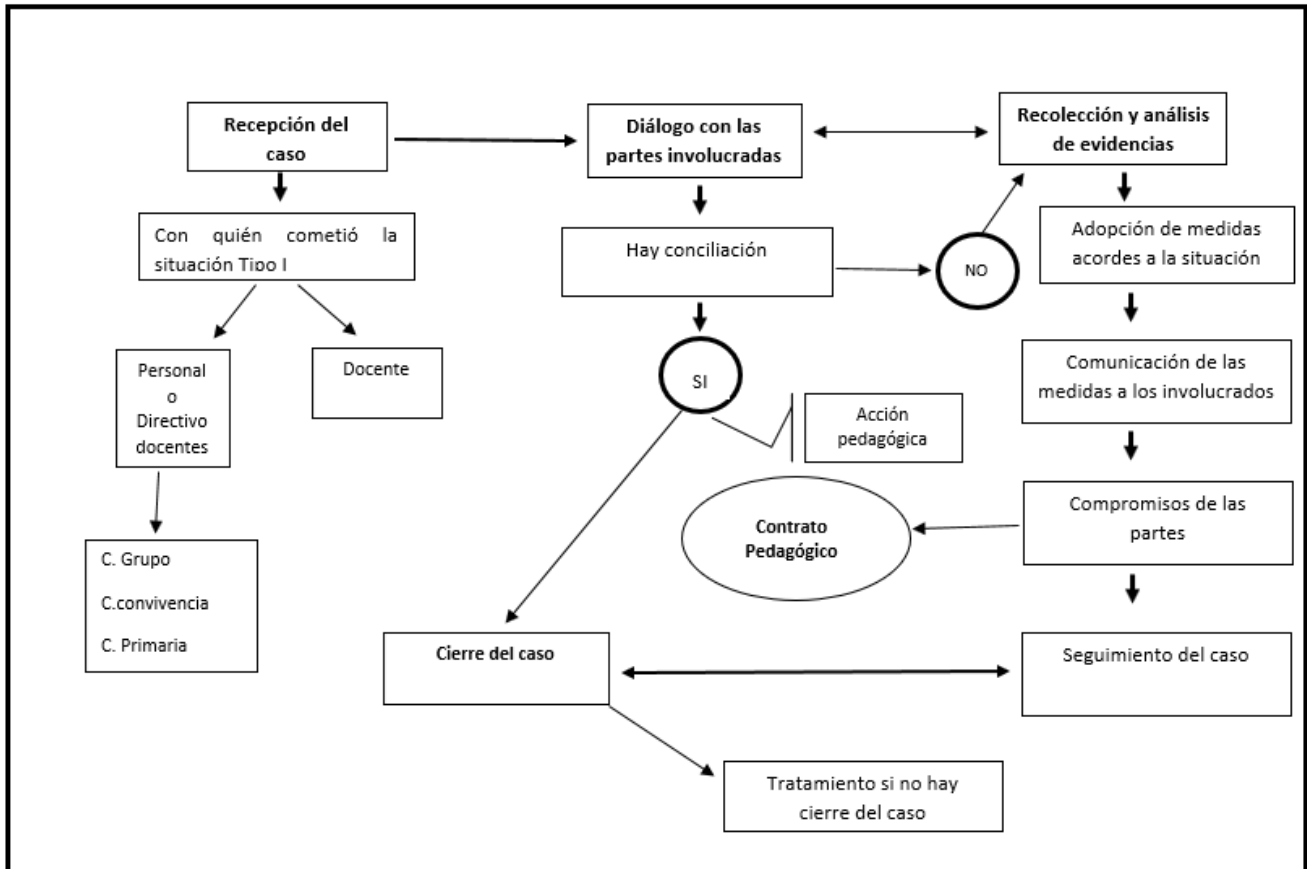 Recepción del
caso
Diálogo con las
partes involucradas
Recolección y análisis
de evidencias
Con quién cometió la
situación Tipo I
Hay conciliación
NO
Adopción de medidas
acordes a la situación
Personal
o
Directivo
docentes
Docente
SI
Acción
pedagógica
Comunicación de las
medidas a los involucrados
Contrato
Pedagógico
Compromisos de las
partes
C. Grupo
C.convivencia
C. Primaria
Cierre del caso
Seguimiento del caso
Tratamiento si no hay
cierre del caso